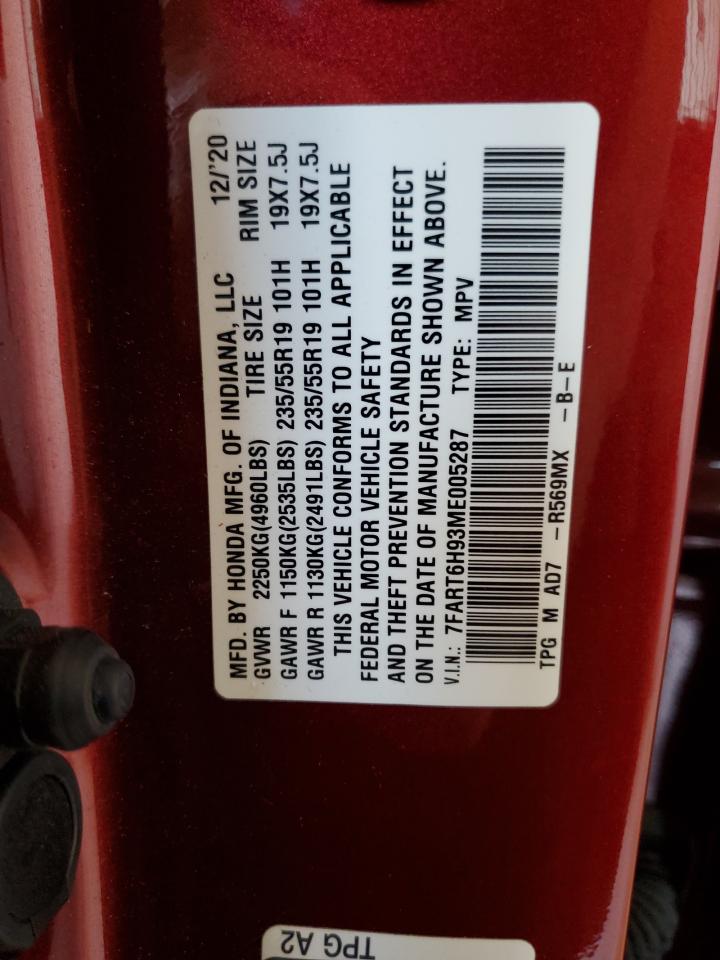 MFD. BY HONDA MFG. OF INDIANA, LLC 12/'20
GVWR 2250KG(4960LBS) TIRE SIZE RIM SIZE
GAWR F 1150KG(2535LBS) 235/55R19 101H 19X7.5J
GAWR R 1130KG(2491LBS) 235/55R19 101H 19X7.5J
THIS VEHICLE CONFORMS TO ALL APPLICABLE
FEDERAL MOTOR VEHICLE SAFETY
AND THEFT PREVENTION STANDARDS IN EFFECT
ON THE DATE OF MANUFACTURE SHOWN ABOVE.
V.I.N.: 7FART6H93ME005287 TYPE: MPV
TPG M AD7 -R569MX -B-E
TPG A2